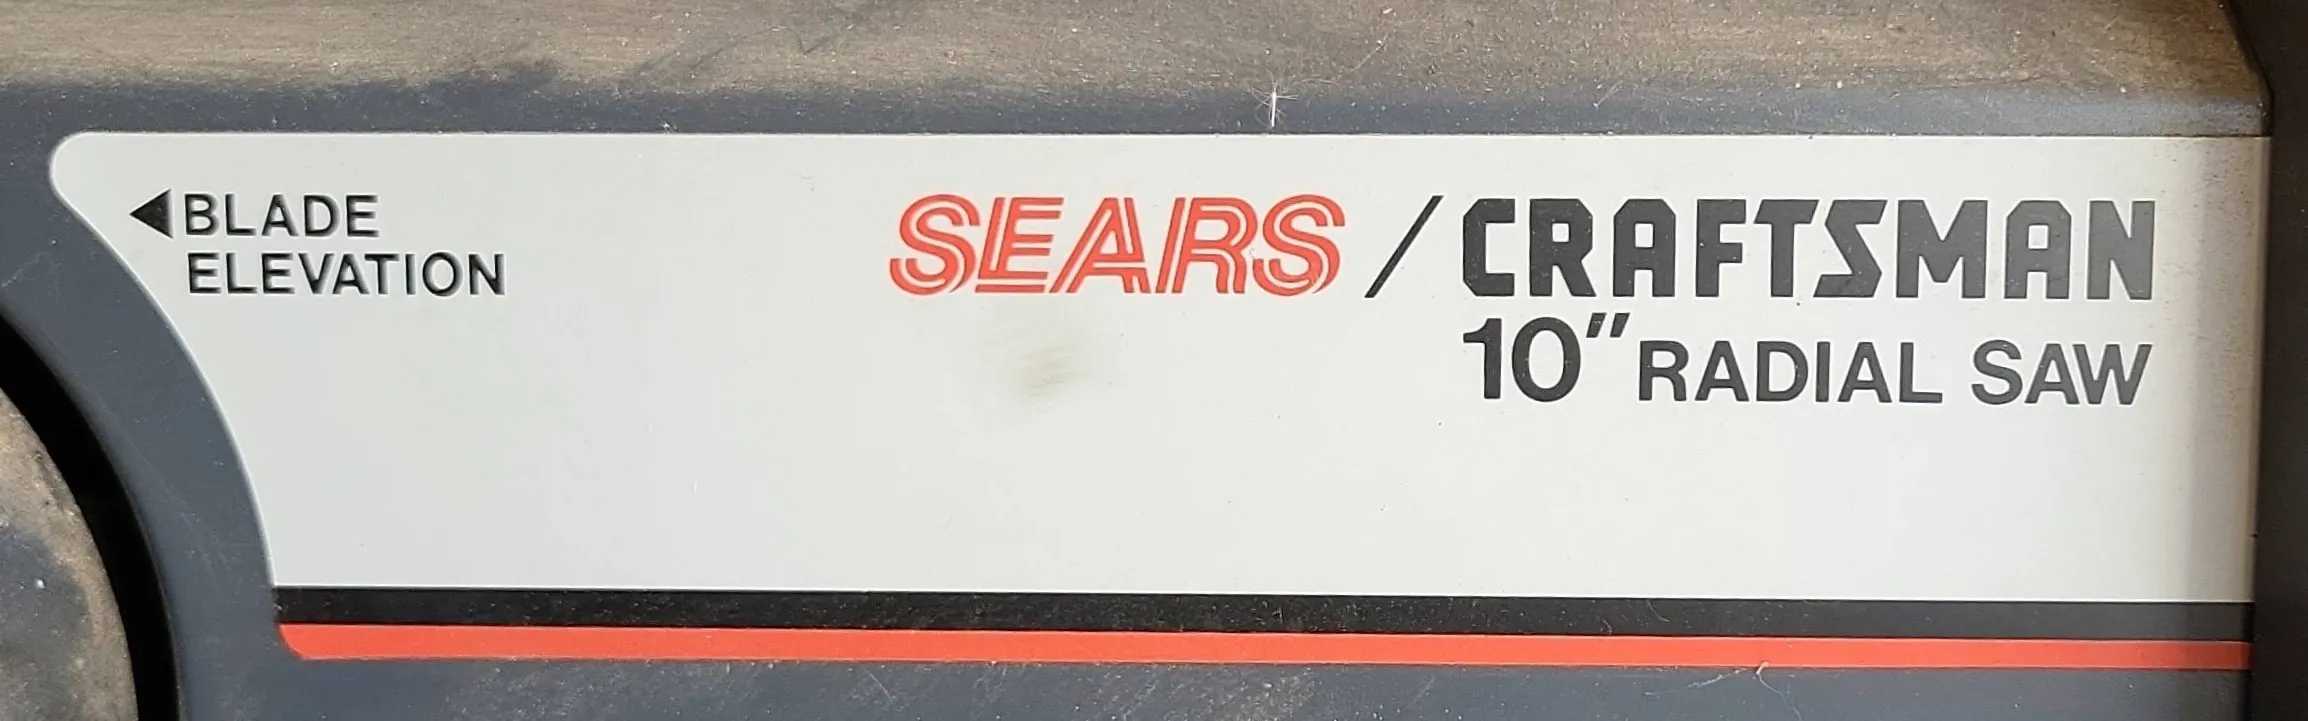 ◀BLADE
ELEVATION
SEARS/CRAFTSMAN
10" RADIAL SAW